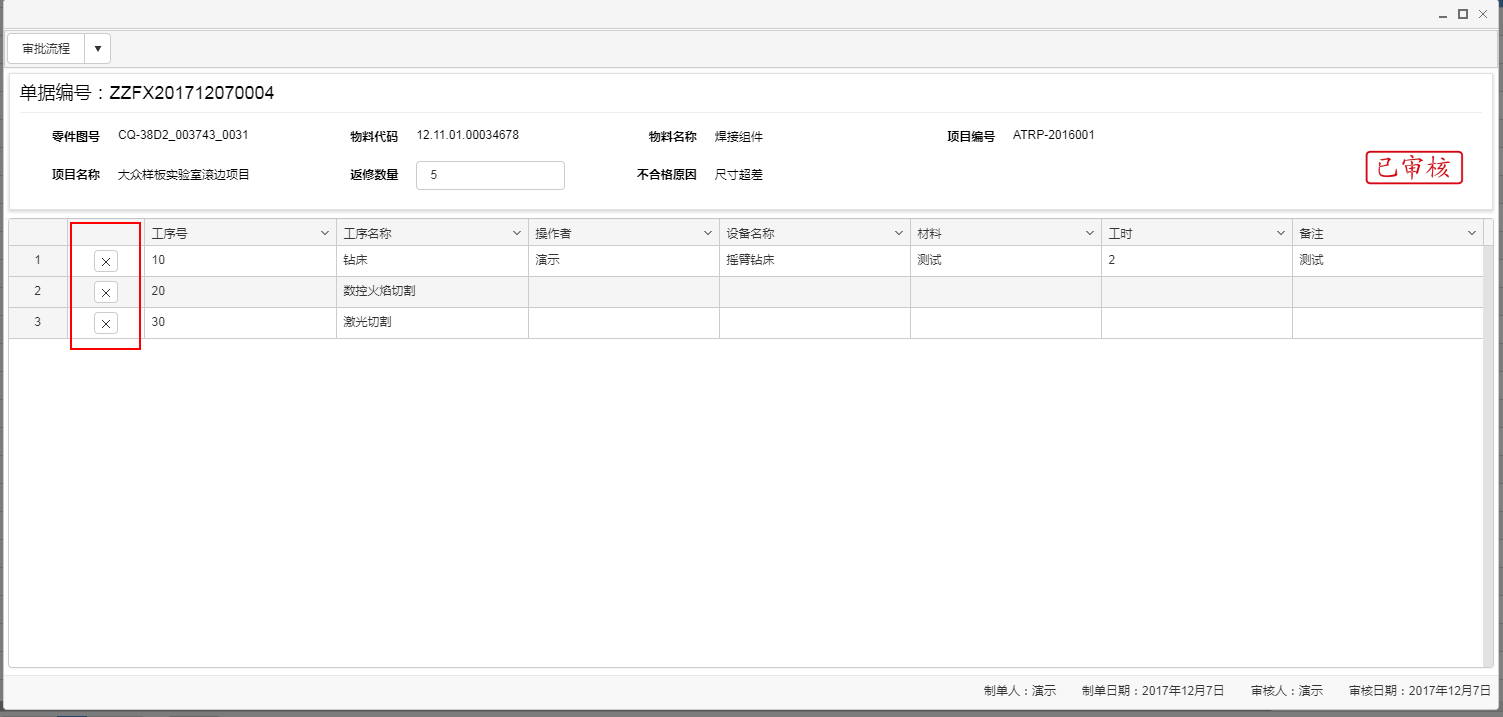 审批流程 ▼
单据编号：ZZFX201712070004
零件图号 CQ-38D2_003743_0031 物料代码 12.11.01.00034678 物料名称 焊接组件 项目编号 ATRP-2016001
项目名称 大众样板实验室滚边项目 返修数量 5 不合格原因 尺寸超差
已审核
工序号 工序名称 操作者 设备名称 材料 工时 备注
1 10 钻床 演示 摇臂钻床 测试 2 测试
2 20 数控火焰切割
3 30 激光切割
制单人：演示 制单日期：2017年12月7日 审核人：演示 审核日期：2017年12月7日